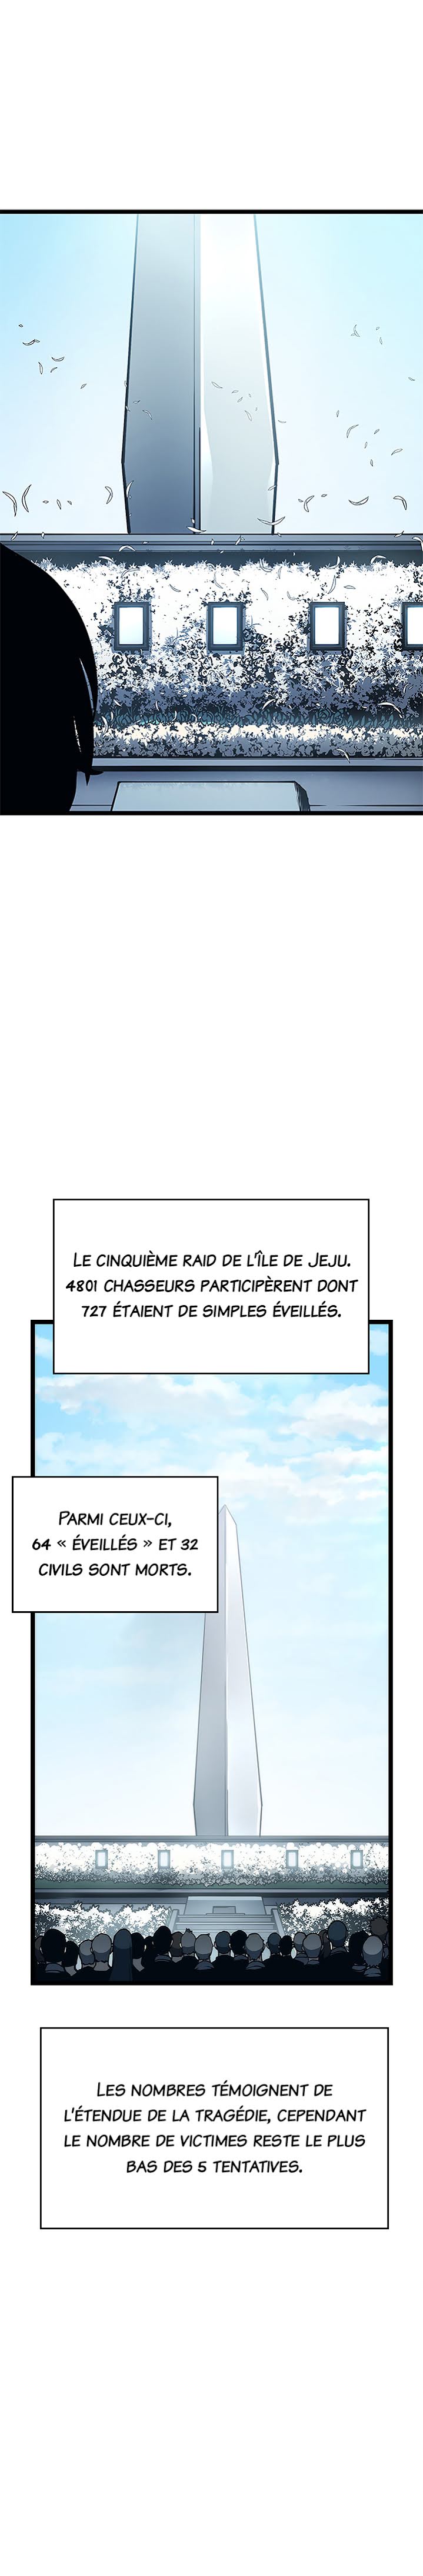 Le cinquième raid de l'île de Jeju.
4801 chasseurs participèrent dont
727 étaient de simples éveillés.
Parmi ceux-ci,
64 « éveillés » et 32
civils sont morts.
Les nombres témoignent de
l'étendue de la tragédie, cependant
le nombre de victimes reste le plus
bas des 5 tentatives.